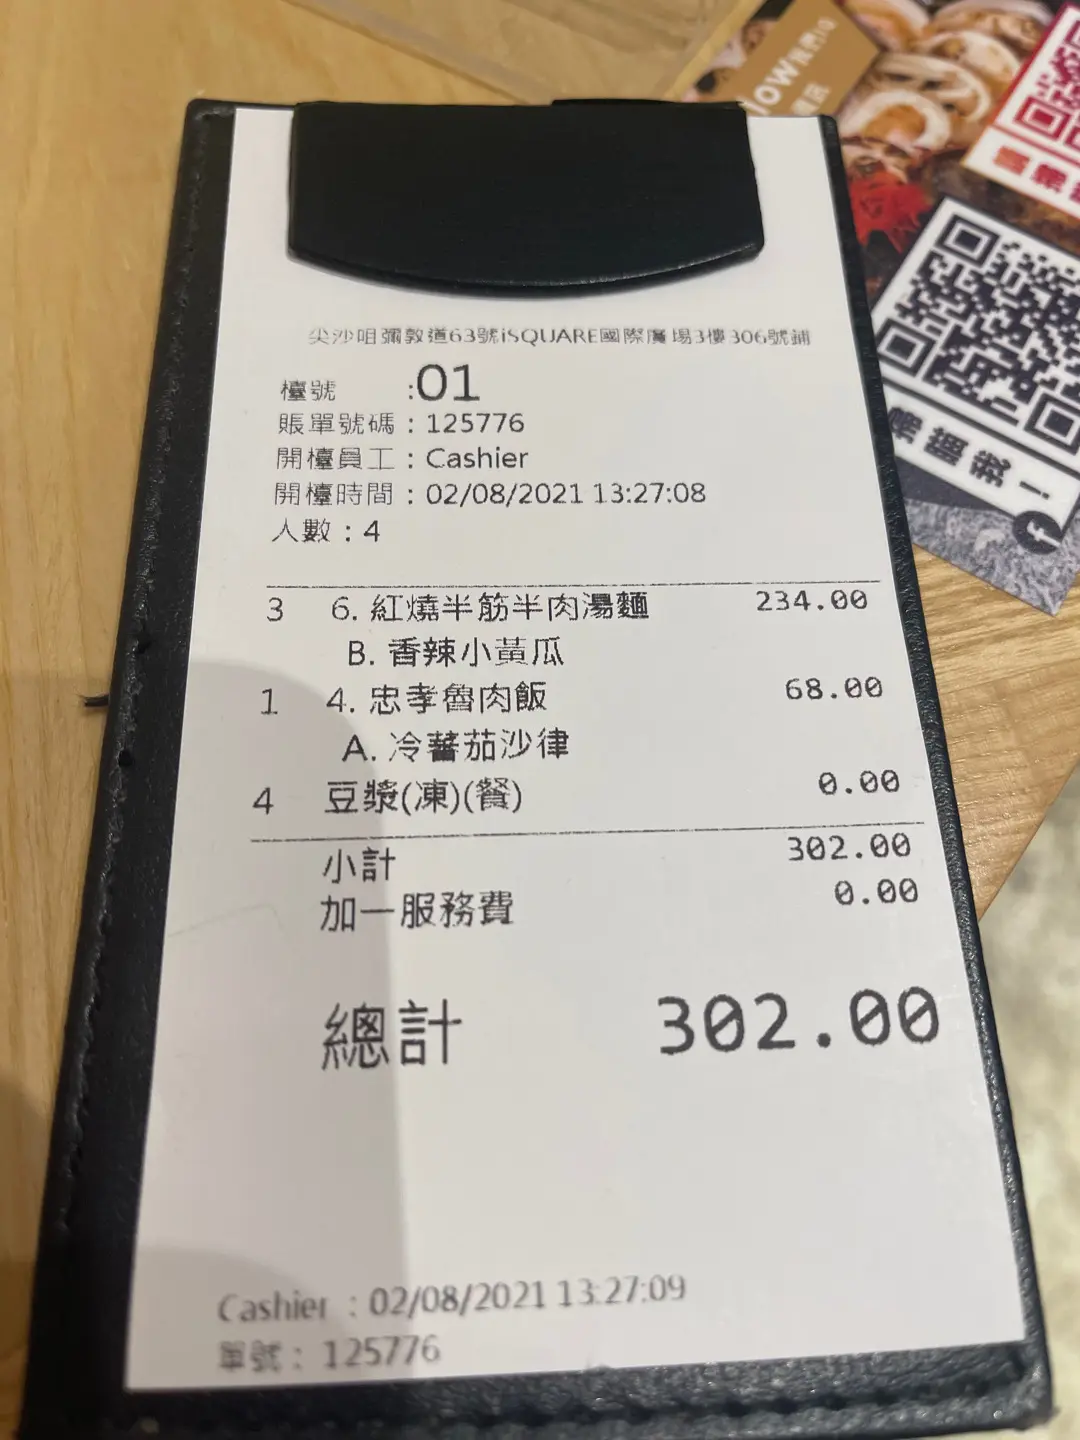 尖沙咀彌敦道63號iSQUARE國際廣場3樓306號鋪
檯號 :01
賬單號碼：125776
開檯員工：Cashier
開檯時間：02/08/2021 13:27:08
人數：4
3 6. 紅燒半筋半肉湯麵 234.00
B. 香辣小黃瓜
1 4. 忠孝魯肉飯 68.00
A. 冷蕃茄沙律
4 豆漿(凍)(餐) 0.00
小計 302.00
加一服務費 0.00
總計 302.00
Cashier : 02/08/2021 13:27:09
單號： 125776